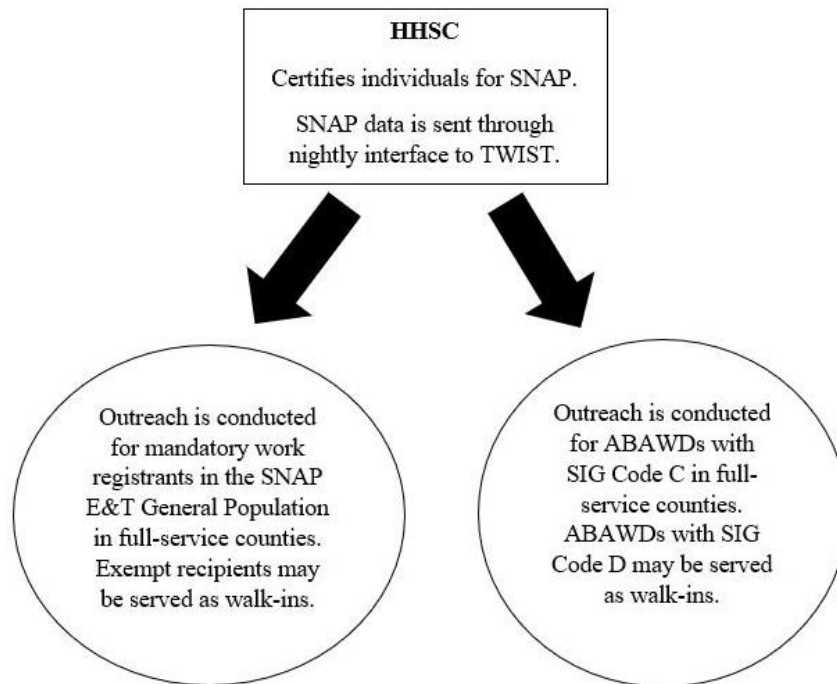 HHSC
Certifies individuals for SNAP.
SNAP data is sent through
nightly interface to TWIST.
Outreach is conducted
for mandatory work
registrants in the SNAP
E&T General Population
in full-service counties.
Exempt recipients may
be served as walk-ins.
Outreach is conducted
for ABAWDs with
SIG Code C in full-
service counties.
ABAWDs with SIG
Code D may be served
as walk-ins.